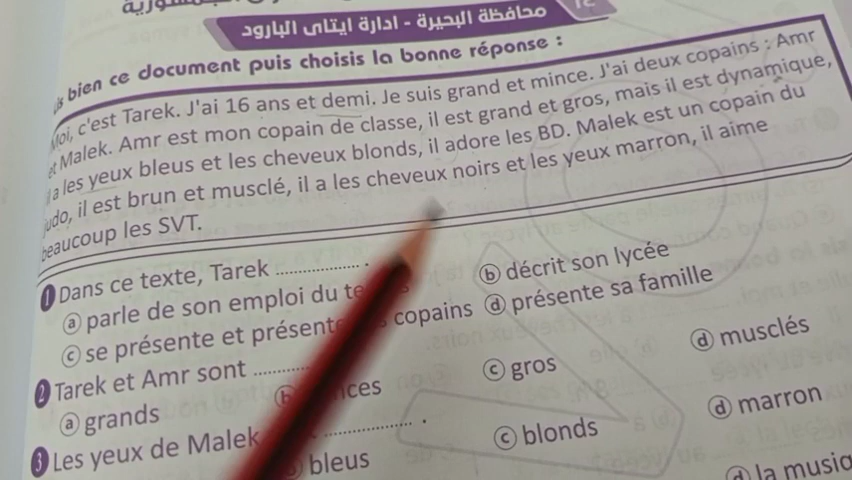 محافظة البحيرة - ادارة ايتاى البارود
bien ce document puis choisis la bonne réponse :
Moi, c'est Tarek. J'ai 16 ans et demi. Je suis grand et mince. J'ai deux copains : Amr
et Malek. Amr est mon copain de classe, il est grand et gros, mais il est dynamique,
il a les yeux bleus et les cheveux blonds, il adore les BD. Malek est un copain du
judo, il est brun et musclé, il a les cheveux noirs et les yeux marron, il aime
beaucoup les SVT.
1 Dans ce texte, Tarek .................... .
a parle de son emploi du
b décrit son lycée
c se présente et présente copains
d présente sa famille
2 Tarek et Amr sont ............
a grands
b
c gros
d musclés
3 Les yeux de Malek .................... .
bleus
c blonds
d marron
d la